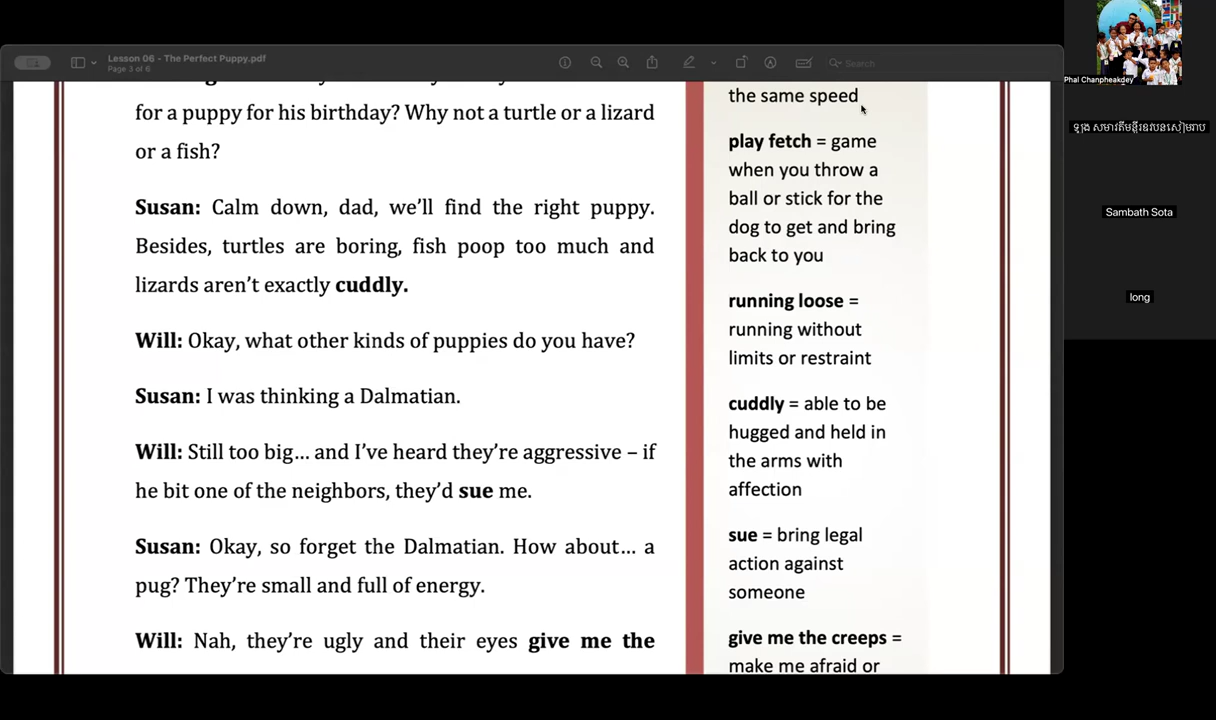 Lesson 06 - The Perfect Puppy.pdf
Page 3 of 6
Search
for a puppy for his birthday? Why not a turtle or a lizard
or a fish?
Susan: Calm down, dad, we'll find the right puppy.
Besides, turtles are boring, fish poop too much and
lizards aren't exactly cuddly.
Will: Okay, what other kinds of puppies do you have?
Susan: I was thinking a Dalmatian.
Will: Still too big… and I've heard they're aggressive – if
he bit one of the neighbors, they'd sue me.
Susan: Okay, so forget the Dalmatian. How about… a
pug? They're small and full of energy.
Will: Nah, they're ugly and their eyes give me the
the same speed
play fetch = game
when you throw a
ball or stick for the
dog to get and bring
back to you
running loose =
running without
limits or restraint
cuddly = able to be
hugged and held in
the arms with
affection
sue = bring legal
action against
someone
give me the creeps =
make me afraid or
Phal Chanpheakdey
Sambath Sota
long